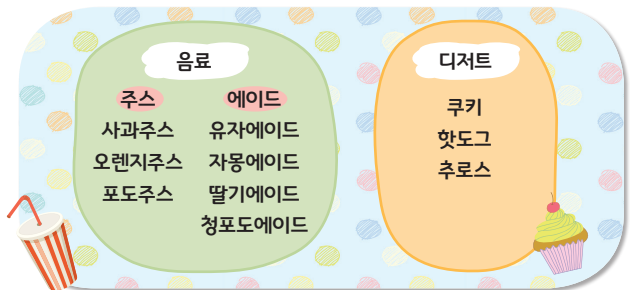 음료
주스
사과주스
오렌지주스
포도주스
에이드
유자에이드
자몽에이드
딸기에이드
청포도에이드
디저트
쿠키
핫도그
추로스